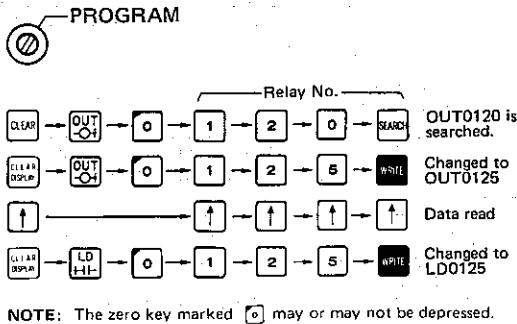 PROGRAM
Relay No.
CLEAR OUT 0 1 2 0 SEARCH OUT0120 is
searched.
CLEAR
DISPLAY OUT 0 1 2 5 WRITE Changed to
OUT0125
↑ ↑ ↑ ↑ ↑ Data read
CLEAR
DISPLAY LD 0 1 2 5 WRITE Changed to
LD0125
NOTE: The zero key marked 0 may or may not be depressed.